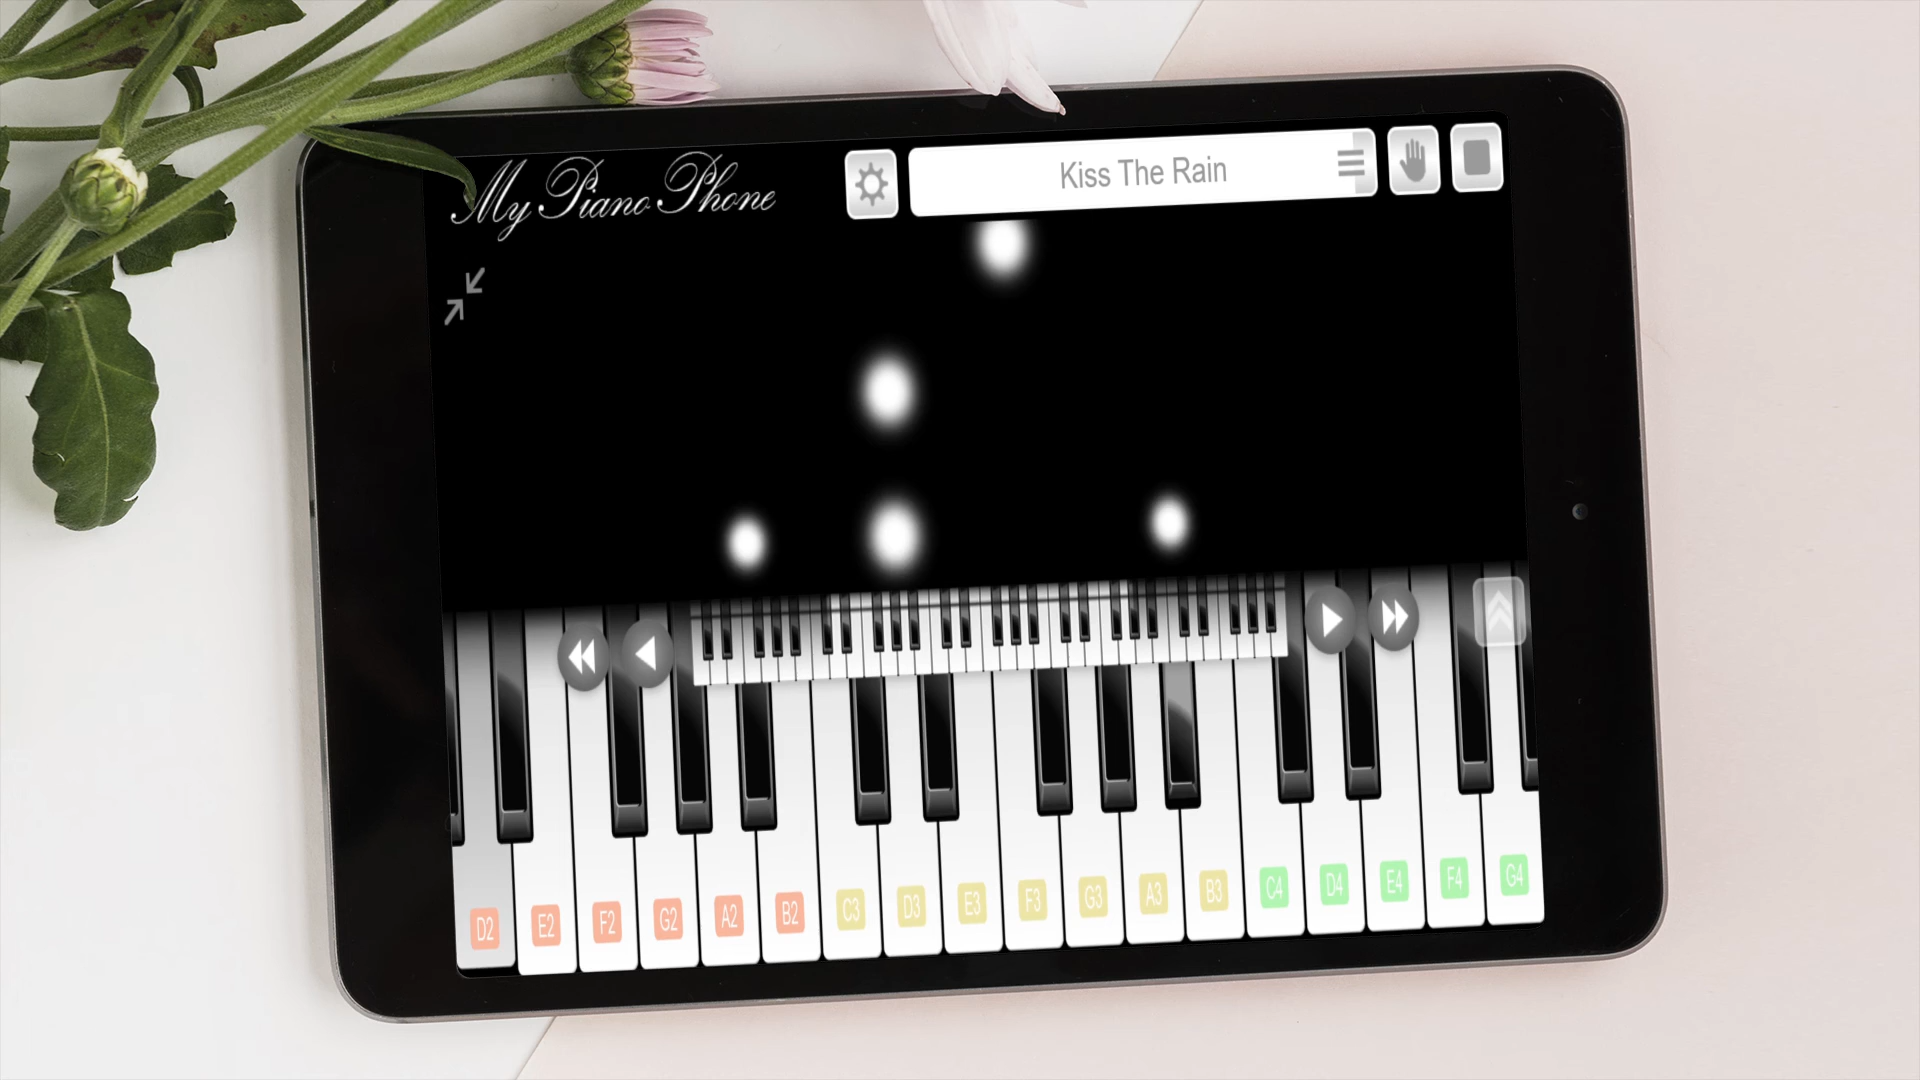 My Piano Phone
Kiss The Rain
D2 E2 F2 G2 A2 B2 C3 D3 E3 F3 G3 A3 B3 C4 D4 E4 F4 G4